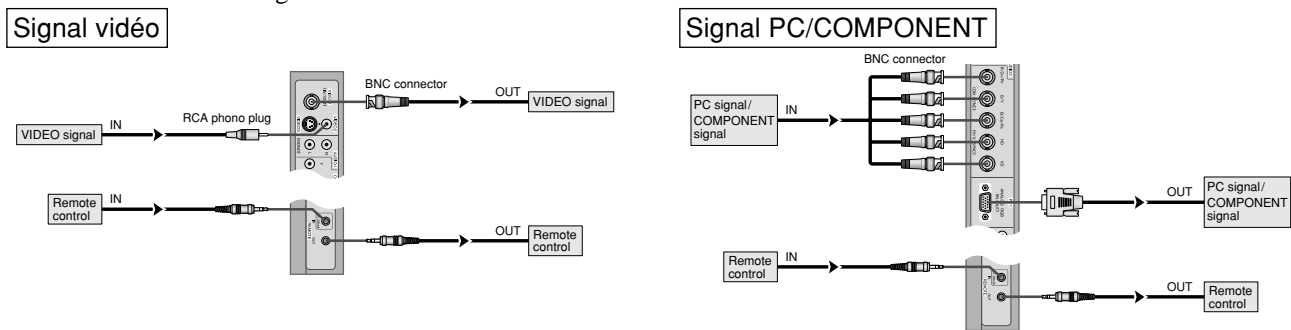 Signal vidéo
BNC connector
OUT
VIDEO signal
RCA phono plug
IN
VIDEO signal
Remote
control
IN
OUT
Remote
control
Signal PC/COMPONENT
BNC connector
PC signal/
COMPONENT
signal
IN
OUT
PC signal/
COMPONENT
signal
Remote
control
IN
OUT
Remote
control